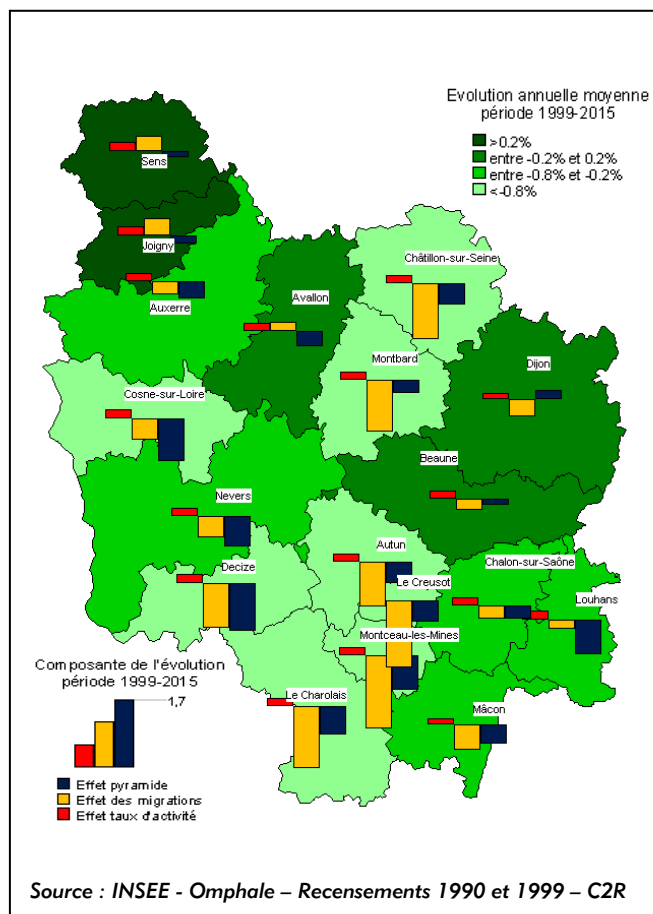 Evolution annuelle moyenne
période 1999-2015
>0.2%
entre -0.2% et 0.2%
entre -0.8% et -0.2%
<-0.8%
Sens
Joigny
Auxerre
Avallon
Châtillon-sur-Seine
Montbard
Dijon
Cosne-sur-Loire
Beaune
Nevers
Autun
Decize
Le Creusot
Chalon-sur-Saône
Louhans
Montceau-les-Mines
Le Charolais
Mâcon
Composante de l'évolution
période 1999-2015
1,7
Effet pyramide
Effet des migrations
Effet taux d'activité
Source : INSEE - Omphale – Recensements 1990 et 1999 – C2R